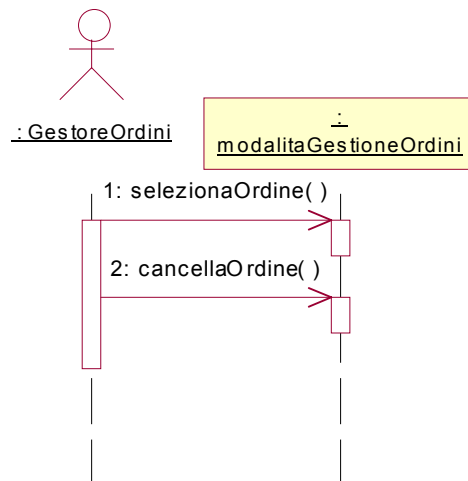 : GestoreOrdini
:
modalitaGestioneOrdini
1: selezionaOrdine( )
2: cancellaOrdine( )